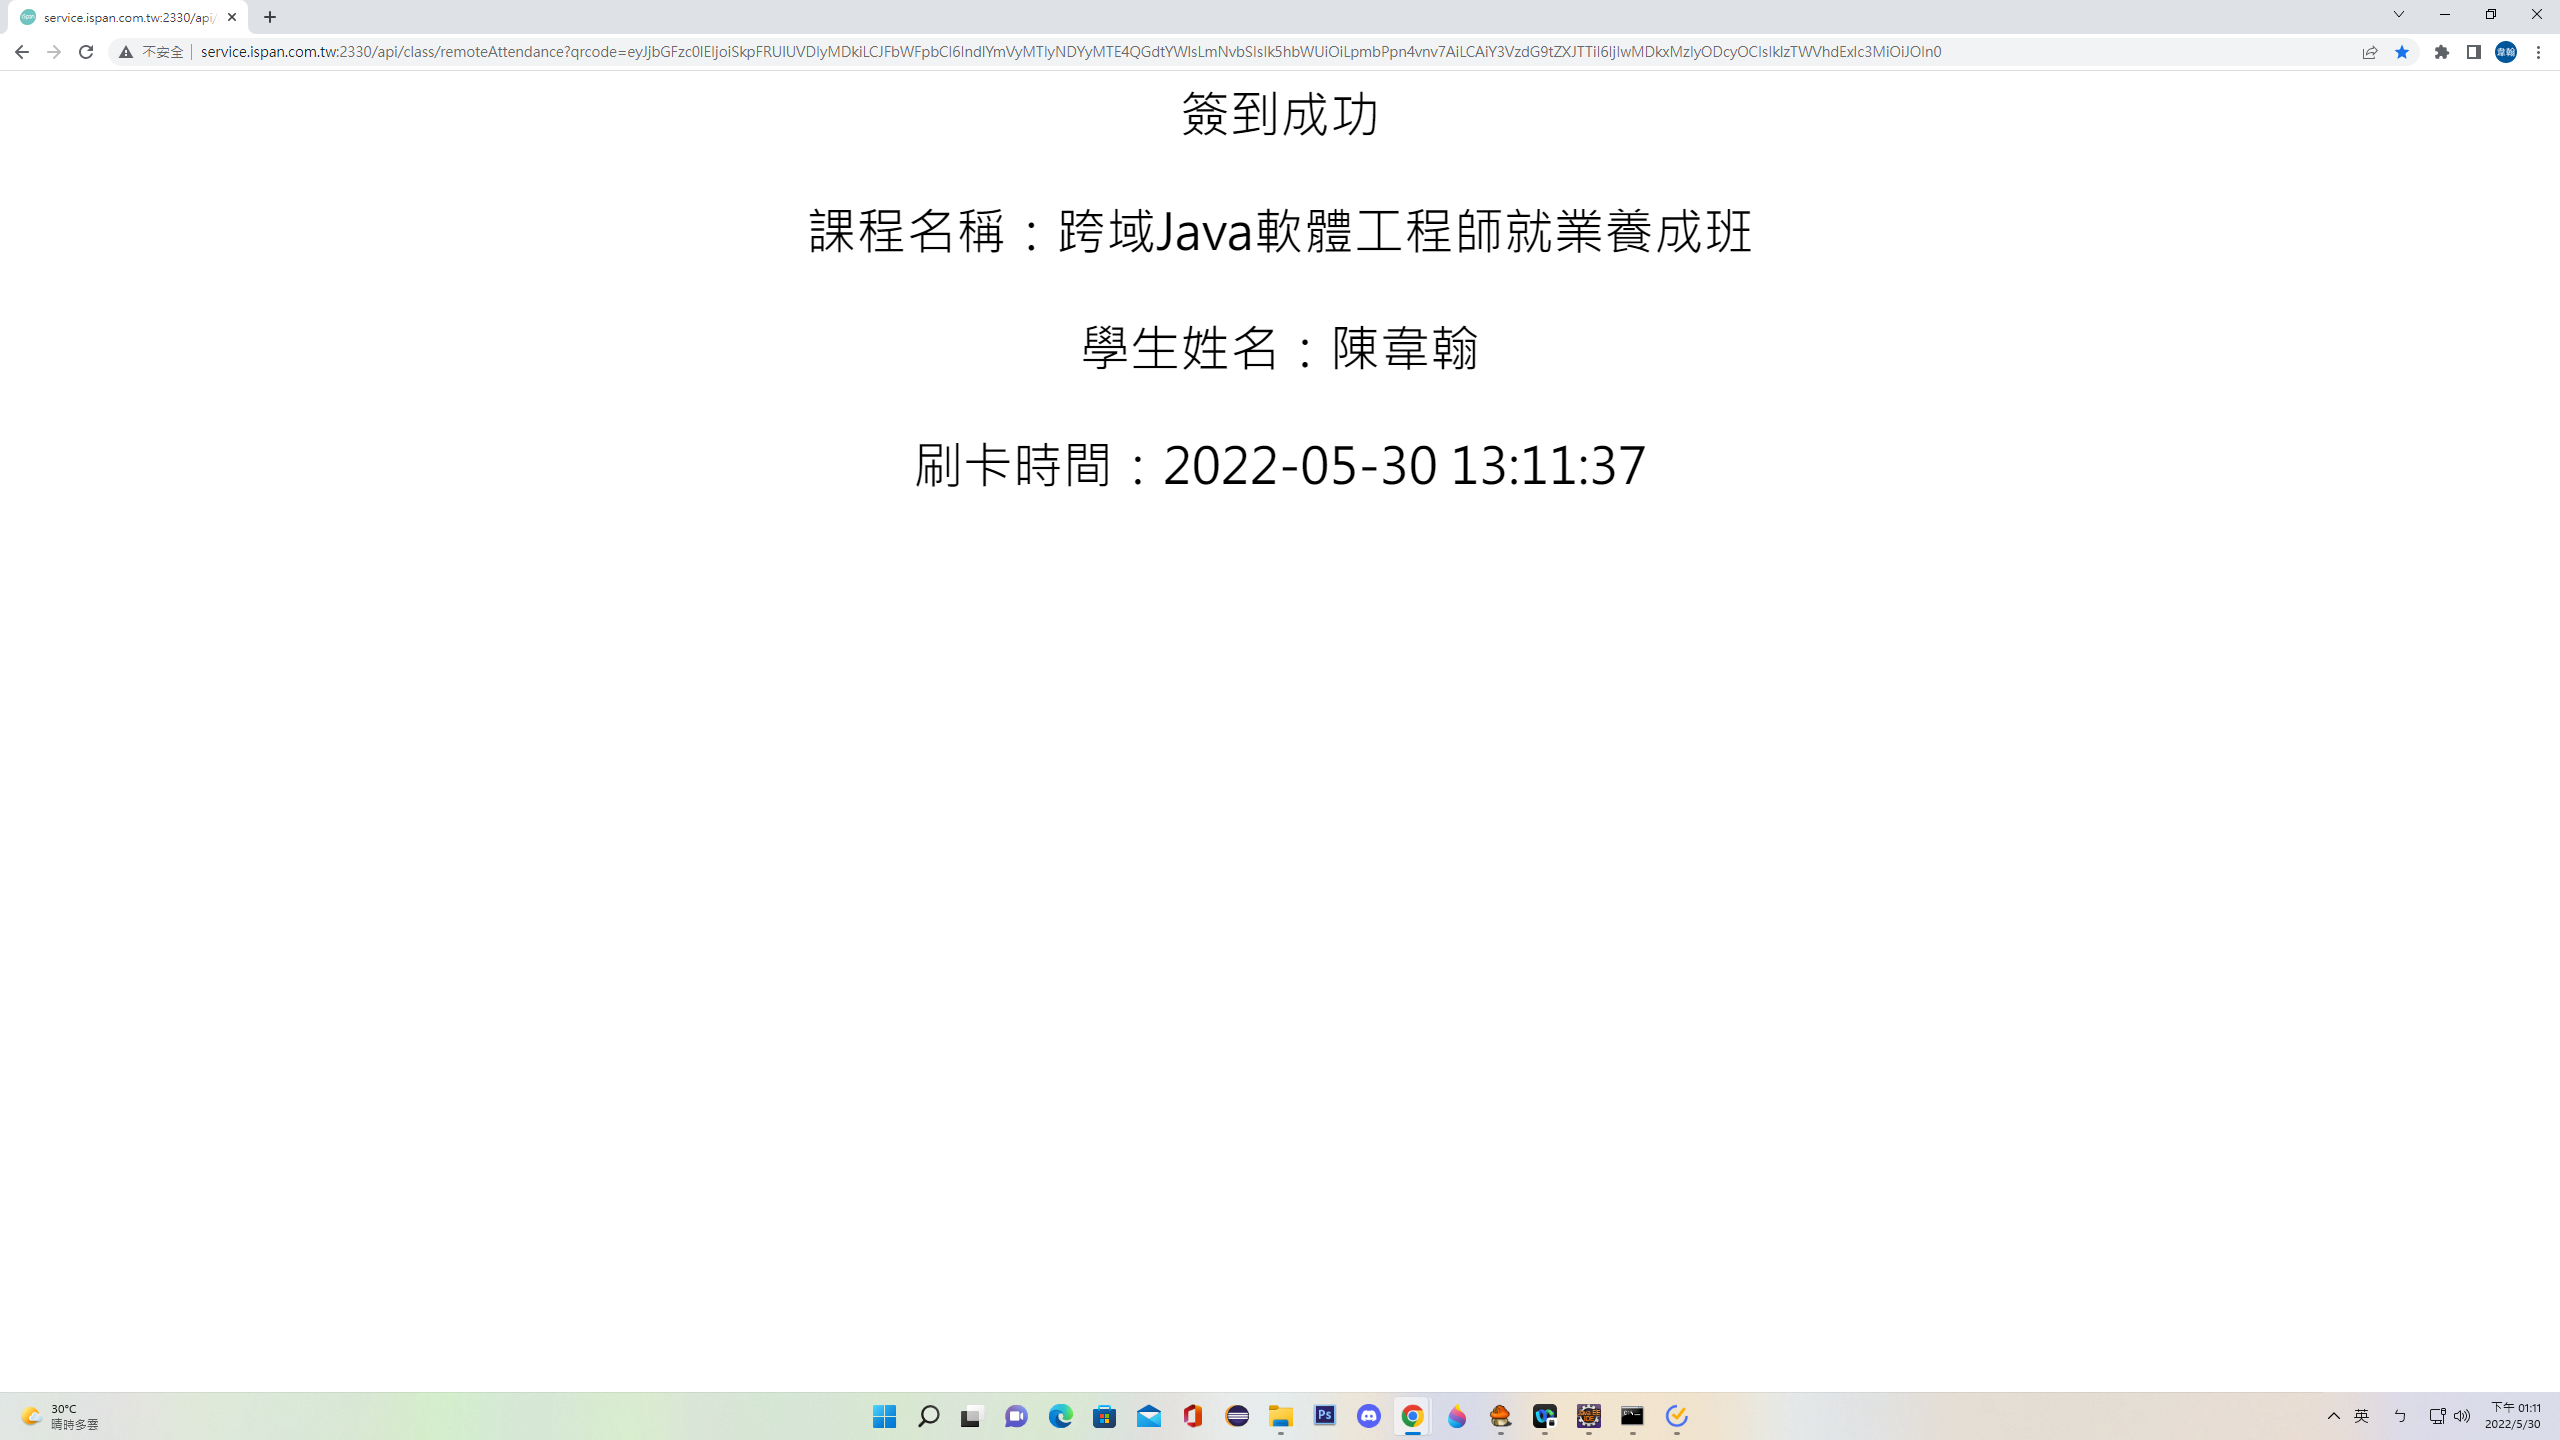 service.ispan.com.tw:2330/api/
不安全
service.ispan.com.tw:2330/api/class/remoteAttendance?qrcode=
簽到成功
課程名稱：跨域Java軟體工程師就業養成班
學生姓名：陳韋翰
刷卡時間：2022-05-30 13:11:37
30°C
晴時多雲
英
ㄅ
下午 01:11
2022/5/30